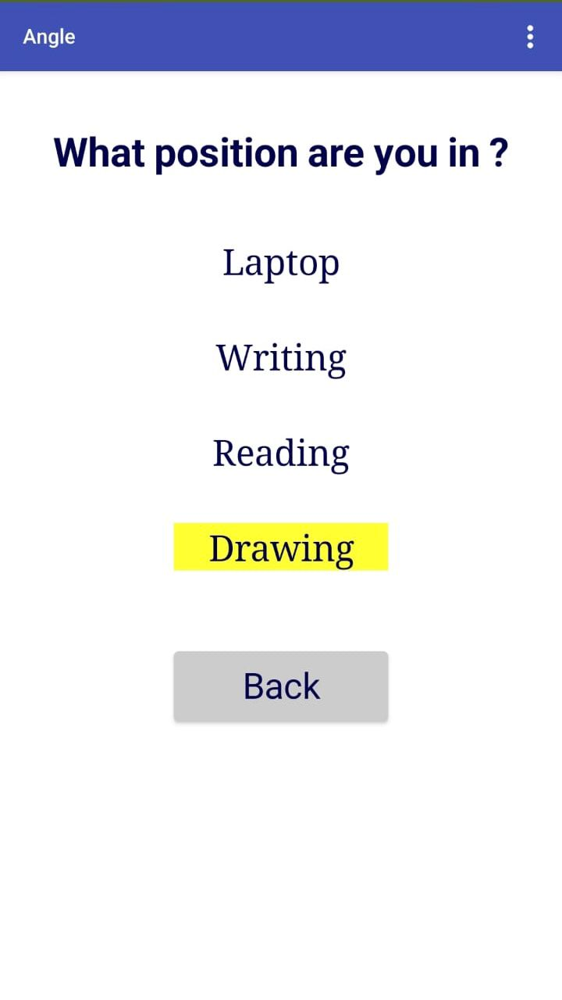 Angle
What position are you in ?
Laptop
Writing
Reading
Drawing
Back